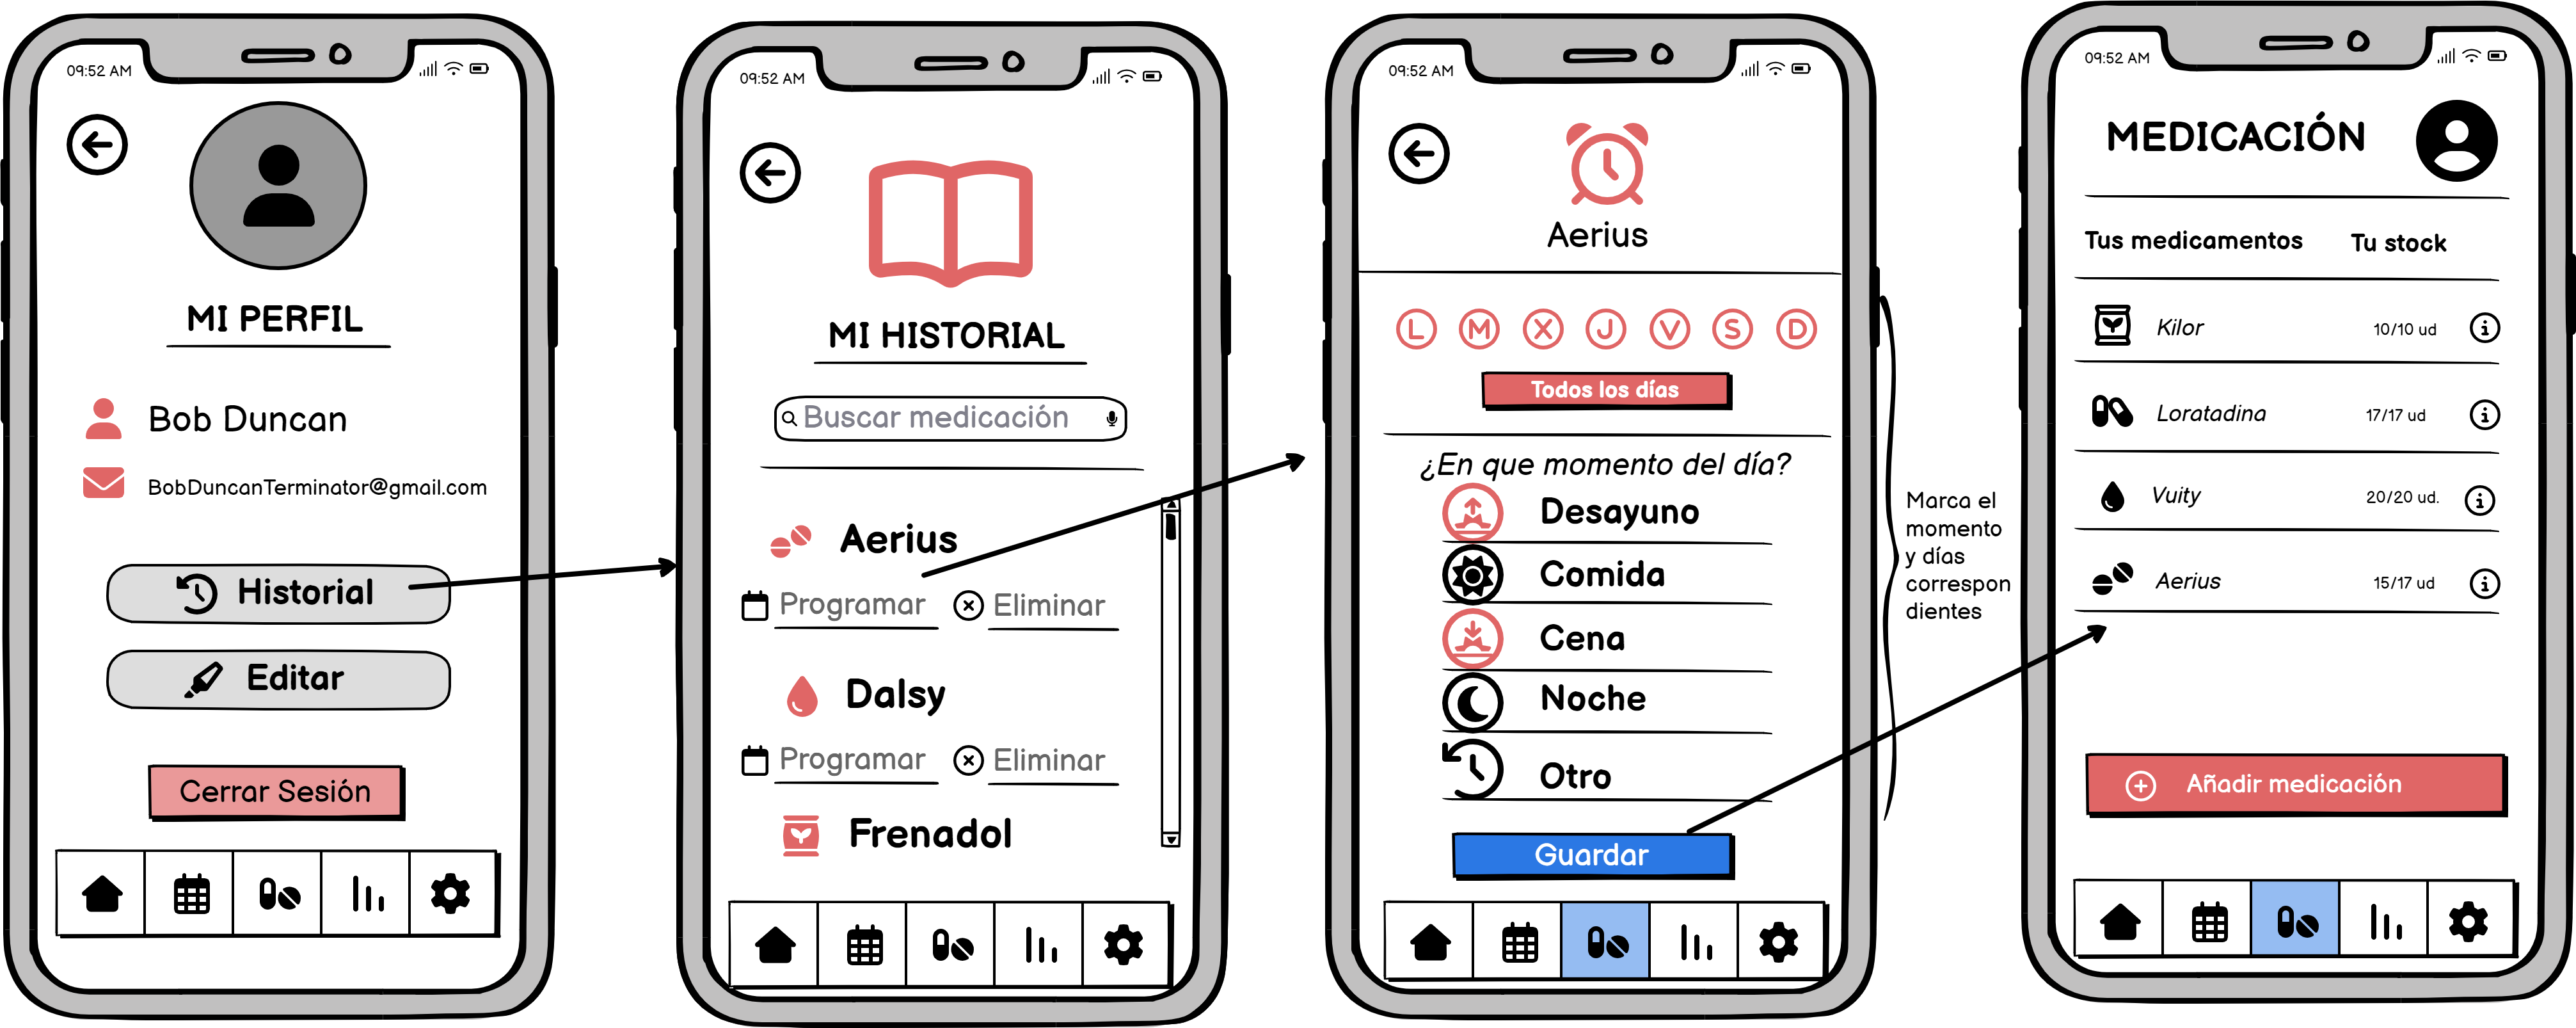 09:52 AM
MI PERFIL
Bob Duncan
BobDuncanTerminator@gmail.com
Historial
Editar
Cerrar Sesión
09:52 AM
MI HISTORIAL
Buscar medicación
Aerius
Programar Eliminar
Dalsy
Programar Eliminar
Frenadol
09:52 AM
Aerius
L M X J V S D
Todos los días
¿En que momento del día?
Desayuno
Comida
Cena
Noche
Otro
Guardar
Marca el
momento
y días
correspon
dientes
09:52 AM
MEDICACIÓN
Tus medicamentos Tu stock
Kilor 10/10 ud
Loratadina 17/17 ud
Vuity 20/20 ud.
Aerius 15/17 ud
Añadir medicación